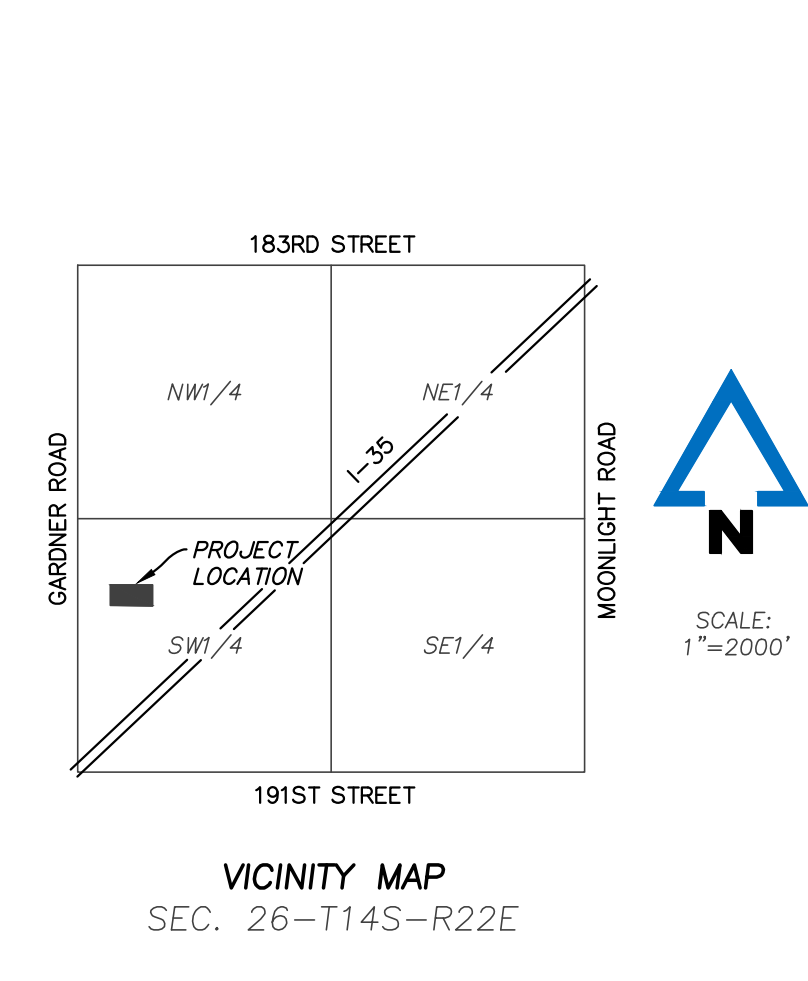 183RD STREET
NW1/4
NE1/4
I-35
GARDNER ROAD
MOONLIGHT ROAD
N
PROJECT
LOCATION
SCALE:
1"=2000'
SW1/4
SE1/4
191ST STREET
VICINITY MAP
SEC. 26-T14S-R22E